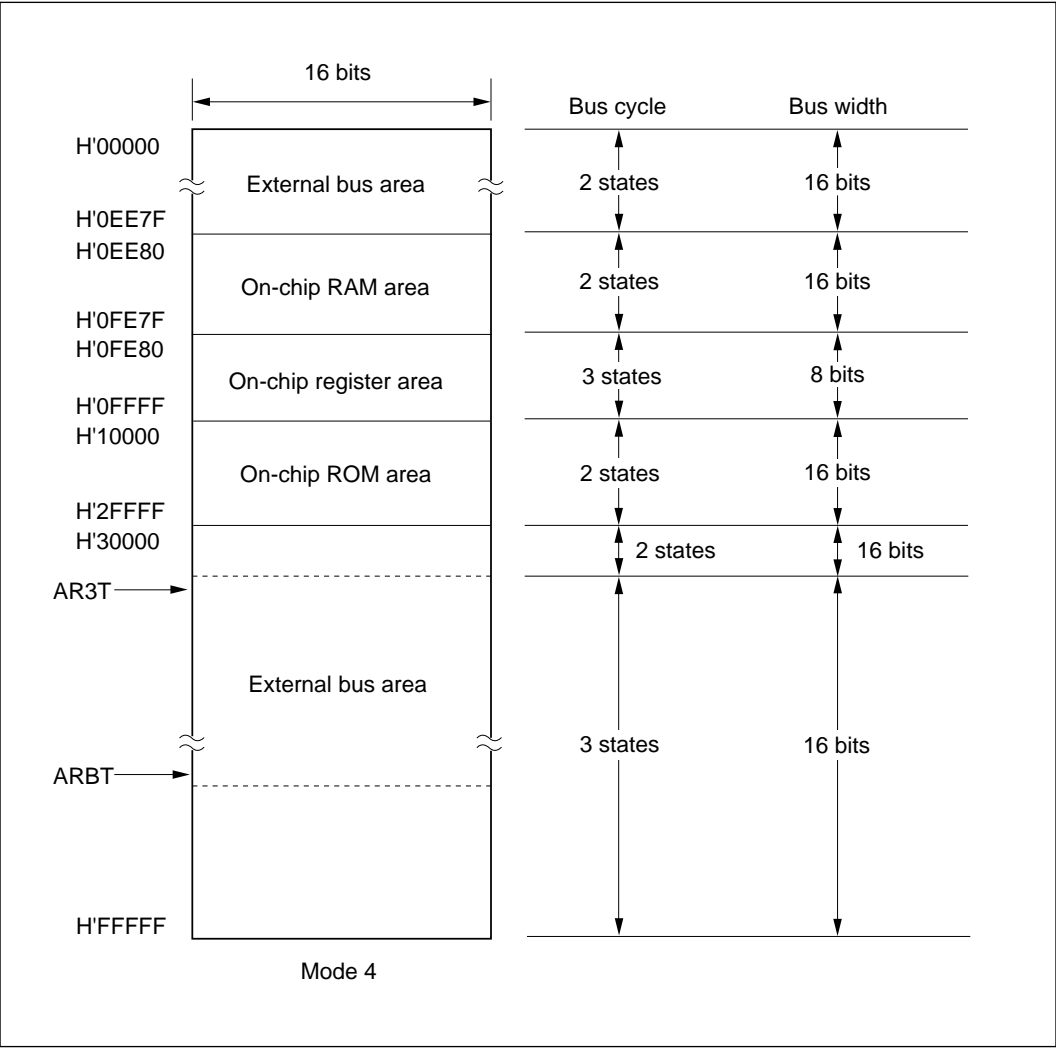 16 bits
Bus cycle Bus width
H'00000
External bus area 2 states 16 bits
H'0EE7F
H'0EE80
On-chip RAM area 2 states 16 bits
H'0FE7F
H'0FE80
On-chip register area 3 states 8 bits
H'0FFFF
H'10000
On-chip ROM area 2 states 16 bits
H'2FFFF
H'30000
2 states 16 bits
AR3T
External bus area
3 states 16 bits
ARBT
H'FFFFF
Mode 4